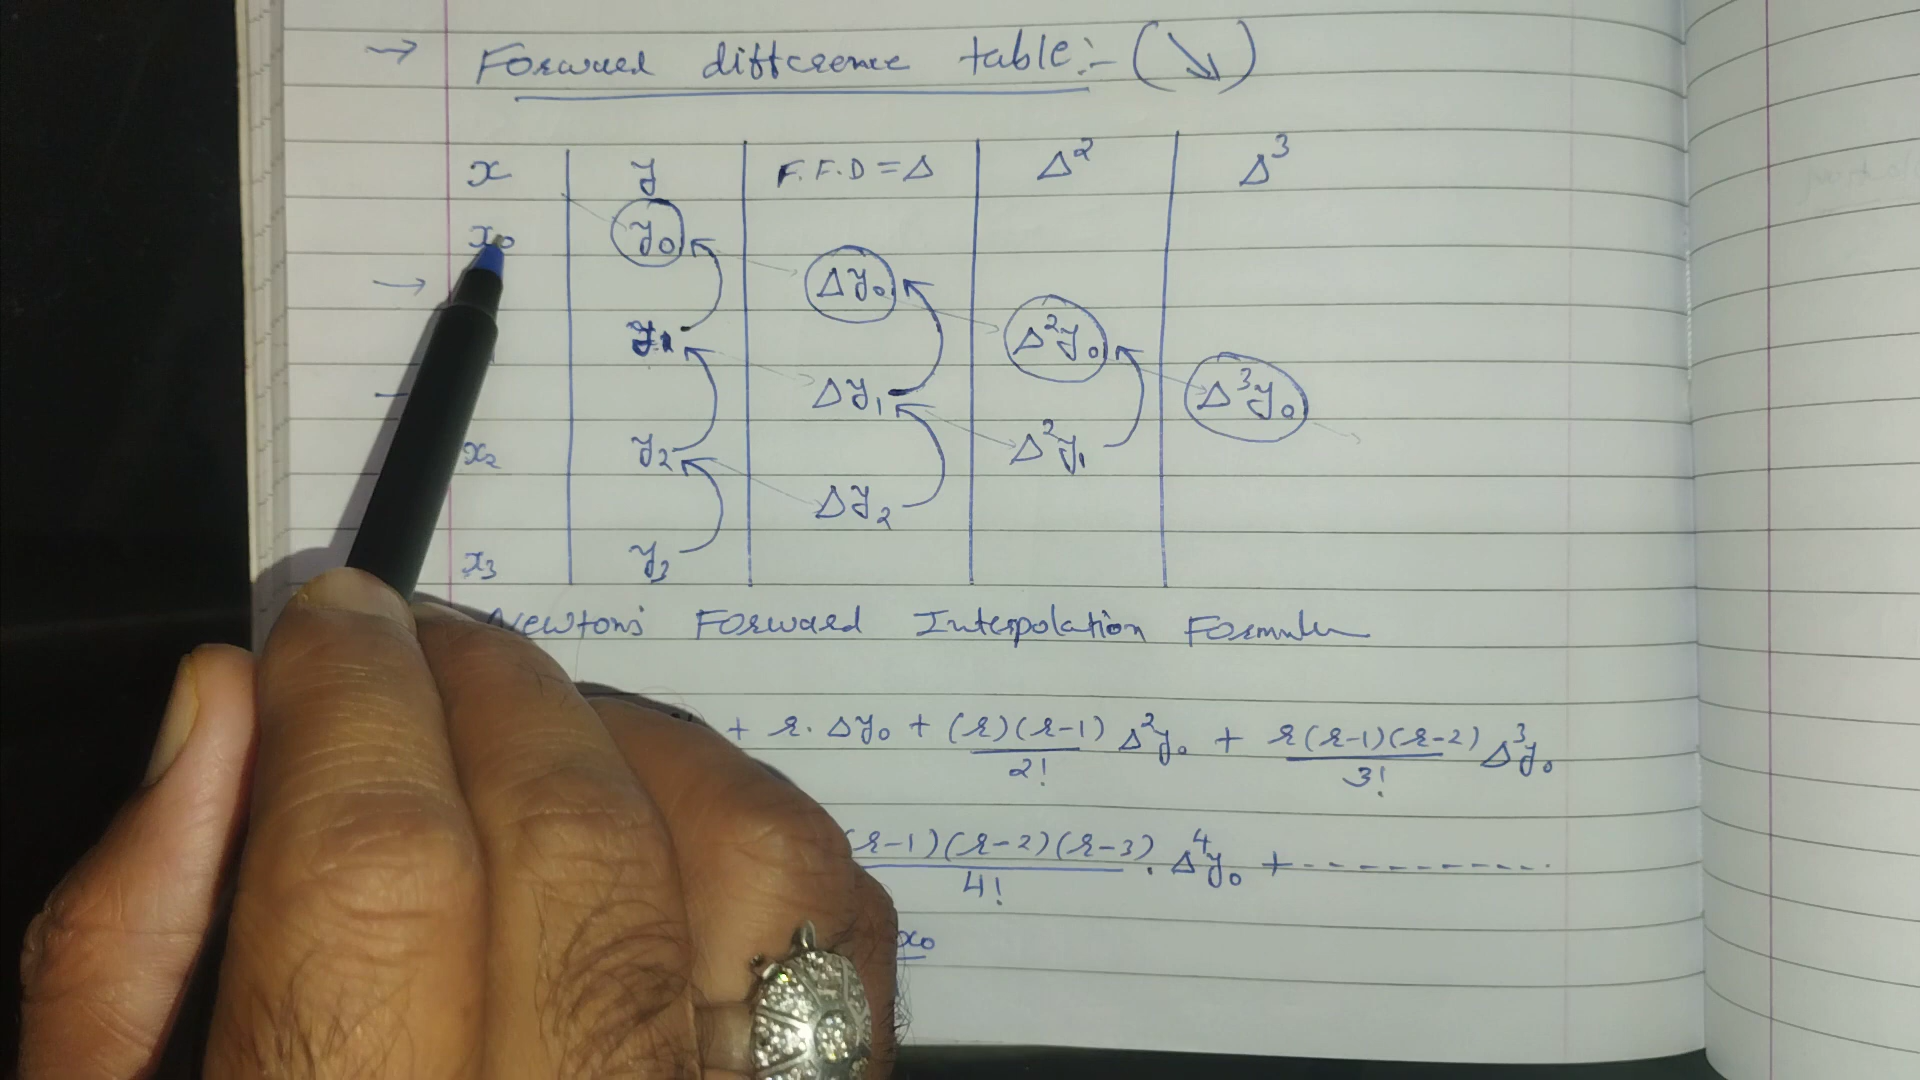 → Forward difference table:- (↘)
x y F.F.D = Δ Δ² Δ³
x₀ y₀
→ Δy₀
y₁ Δ²y₀
Δy₁ Δ³y₀
x₂ y₂ Δ²y₁
Δy₂
x₃ y₃
Newton's Forward Interpolation Formula
+ r. Δy₀ + (r)(r-1)/2! Δ²y₀ + r(r-1)(r-2)/3! Δ³y₀
(r-1)(r-2)(r-3)/4! . Δ⁴y₀ + ----------.
x₀